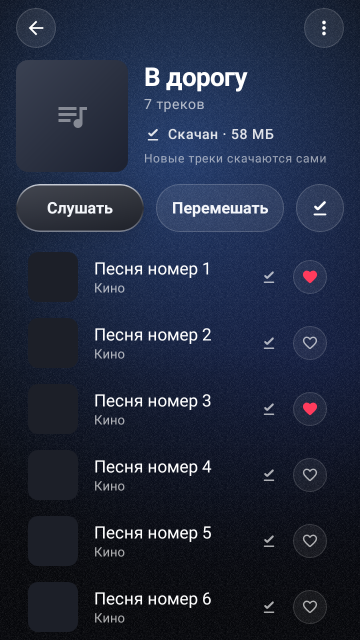 В дорогу
7 треков
Скачан · 58 МБ
Новые треки скачаются сами
Слушать
Перемешать
Песня номер 1
Кино
Песня номер 2
Кино
Песня номер 3
Кино
Песня номер 4
Кино
Песня номер 5
Кино
Песня номер 6
Кино